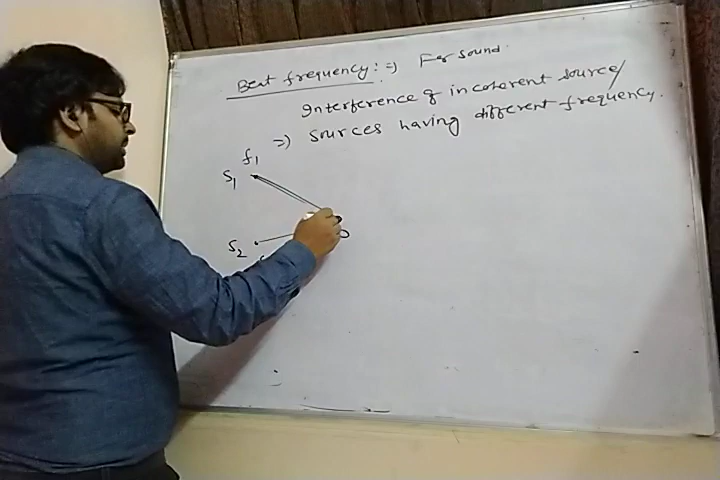 Beat frequency :⇒ For sound.
Interference of incoherent source/
⇒) Sources having different frequency.
f1
S1
S2